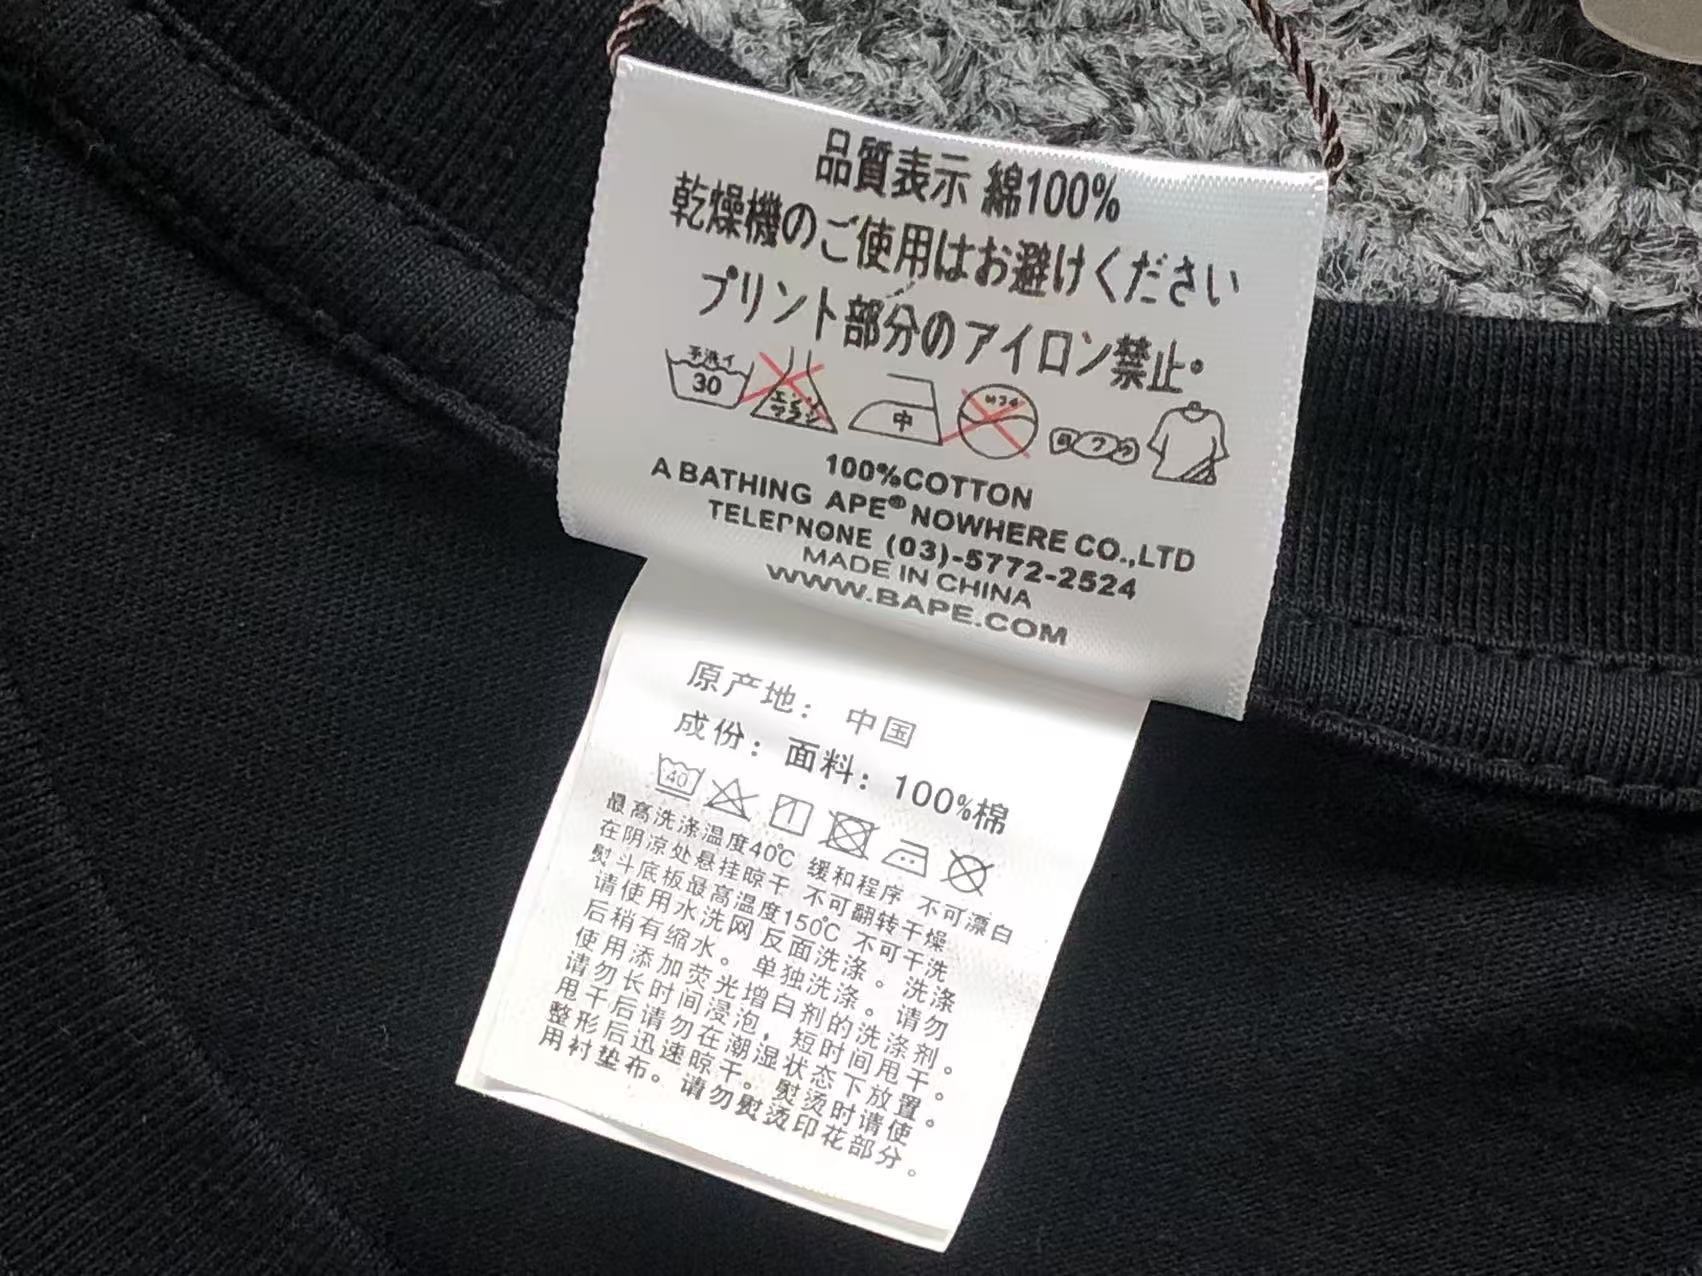 品質表示 綿100%
乾燥機のご使用はお避けください
プリント部分のアイロン禁止。
手洗イ
30
中
100%COTTON
A BATHING APE® NOWHERE CO.,LTD
TELEPNONE (03)-5772-2524
MADE IN CHINA
WWW.BAPE.COM
原产地：中国
成份：面料：100%棉
40
最高洗涤温度40℃ 缓和程序 不可漂白
在阴凉处悬挂晾干 不可翻转干燥
熨斗底板最高温度150℃ 不可干洗
请使用水洗网 反面洗涤。洗涤
后稍有缩水。单独洗涤。请勿
使用添加荧光增白剂的洗涤剂。
请勿长时间浸泡，短时间甩干。
甩干后请勿在潮湿状态下放置。
整形后迅速晾干。熨烫时请使
用衬垫布。请勿熨烫印花部分。